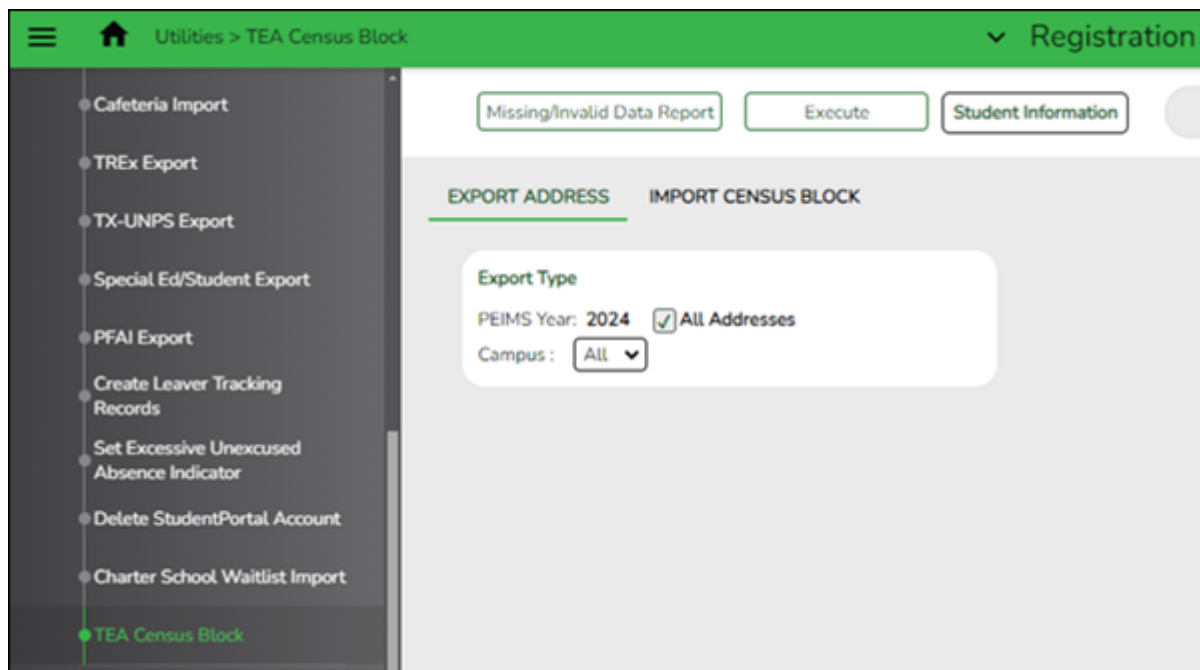 Utilities > TEA Census Block
Registration
Cafeteria Import
TREx Export
TX-UNPS Export
Special Ed/Student Export
PFAI Export
Create Leaver Tracking
Records
Set Excessive Unexcused
Absence Indicator
Delete StudentPortal Account
Charter School Waitlist Import
TEA Census Block
Missing/Invalid Data Report
Execute
Student Information
EXPORT ADDRESS
IMPORT CENSUS BLOCK
Export Type
PEIMS Year: 2024 All Addresses
Campus : All